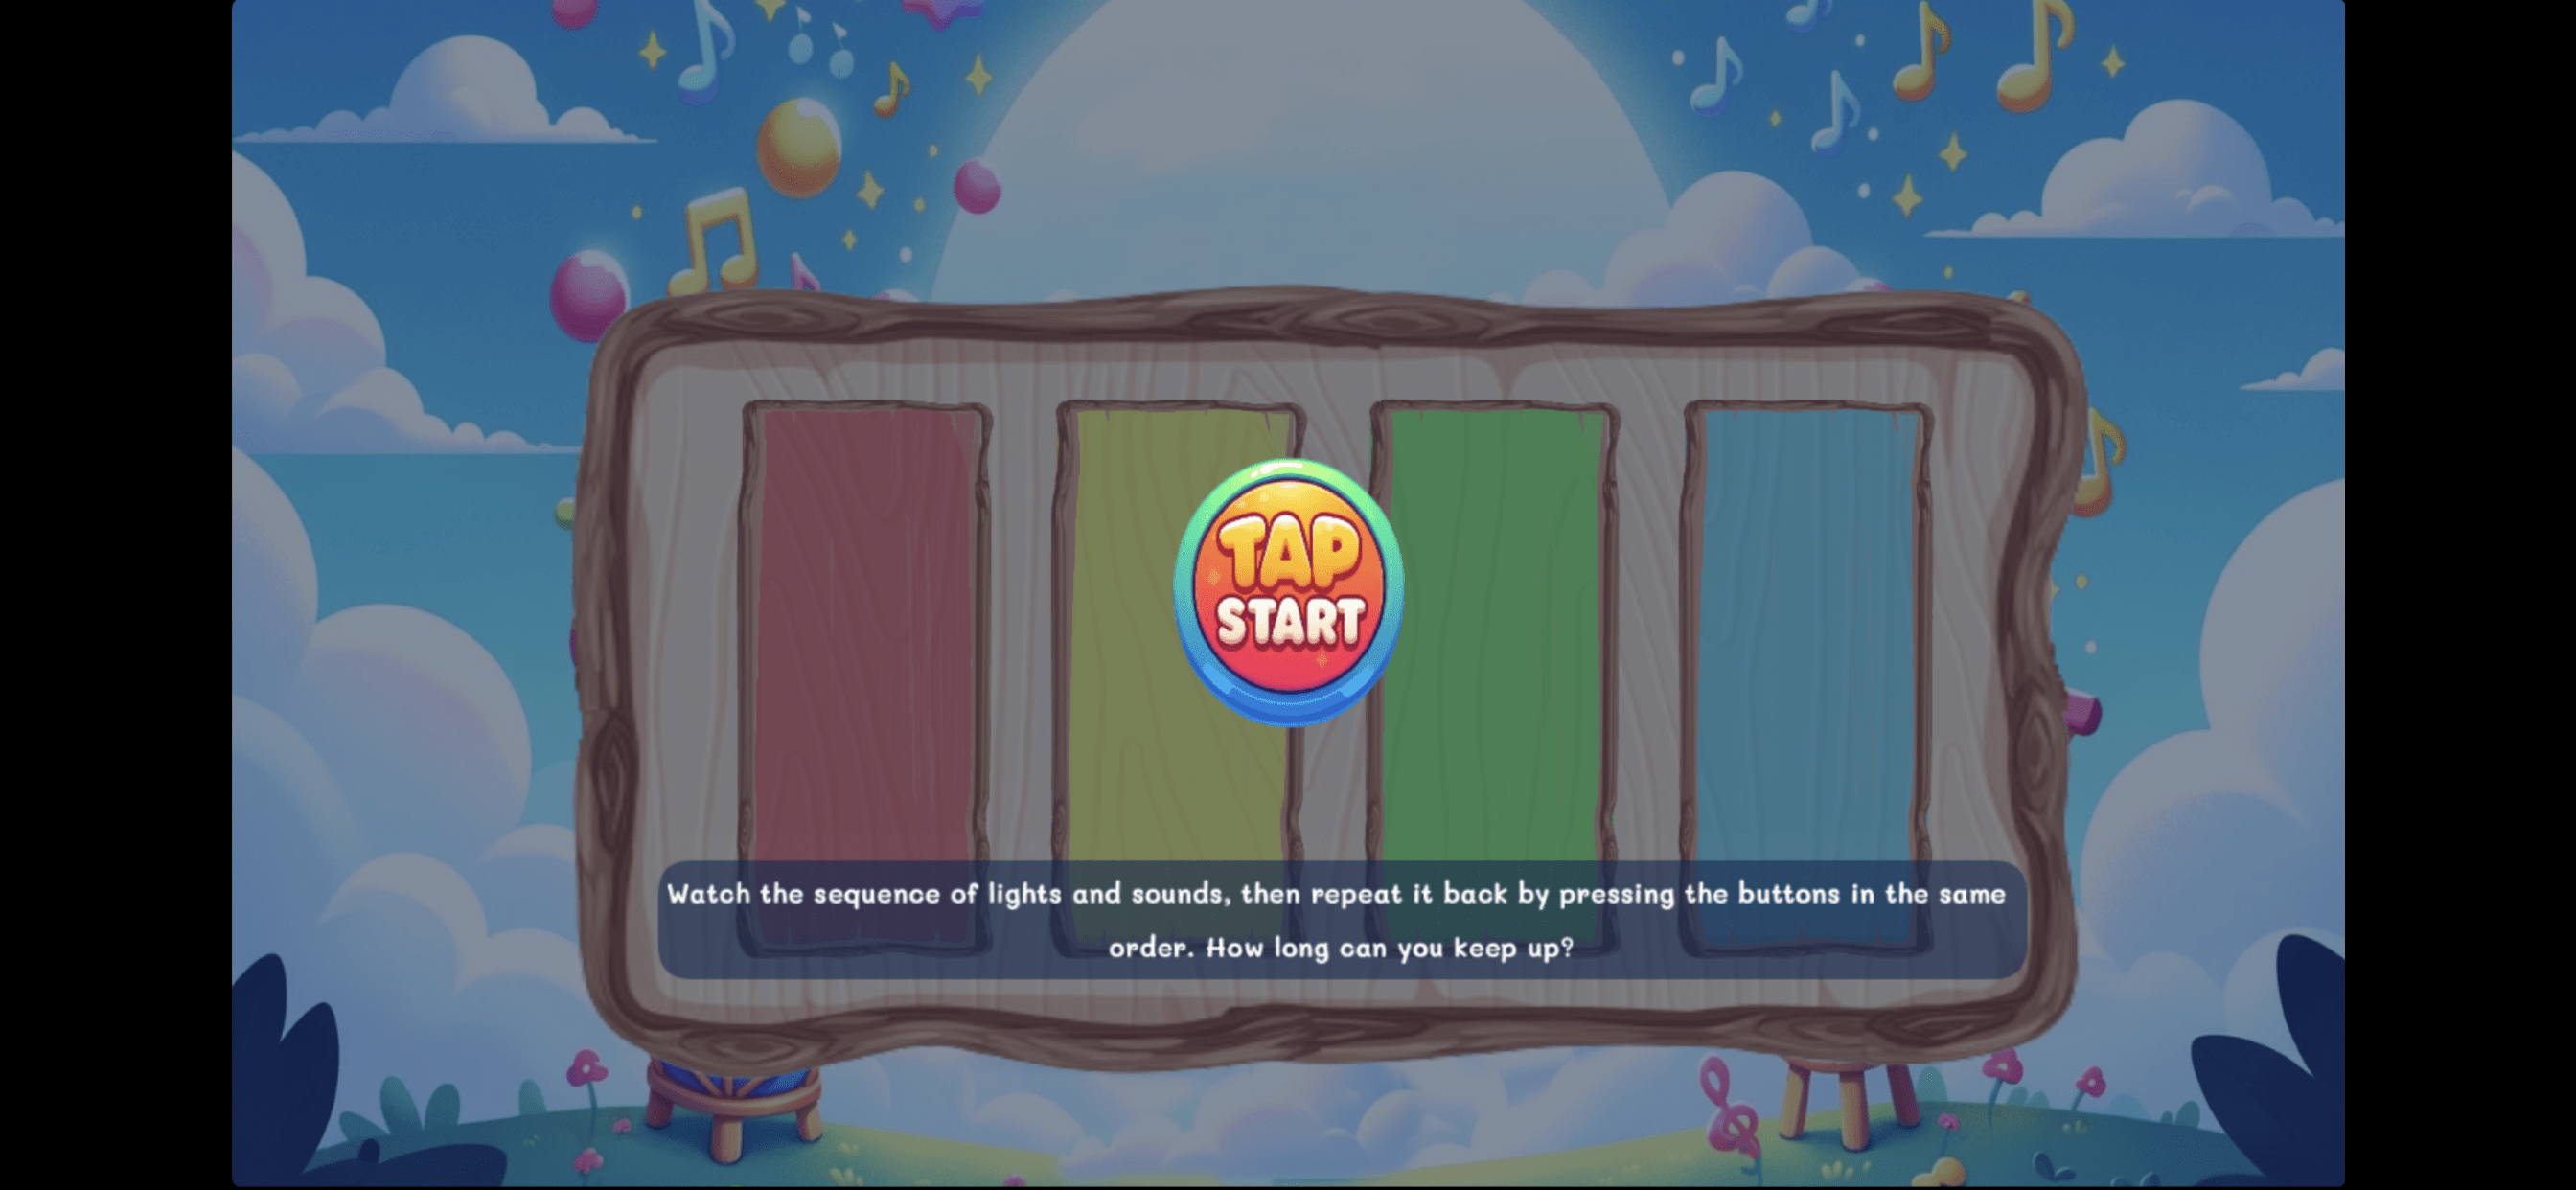 TAP
START
Watch the sequence of lights and sounds, then repeat it back by pressing the buttons in the same
order. How long can you keep up?